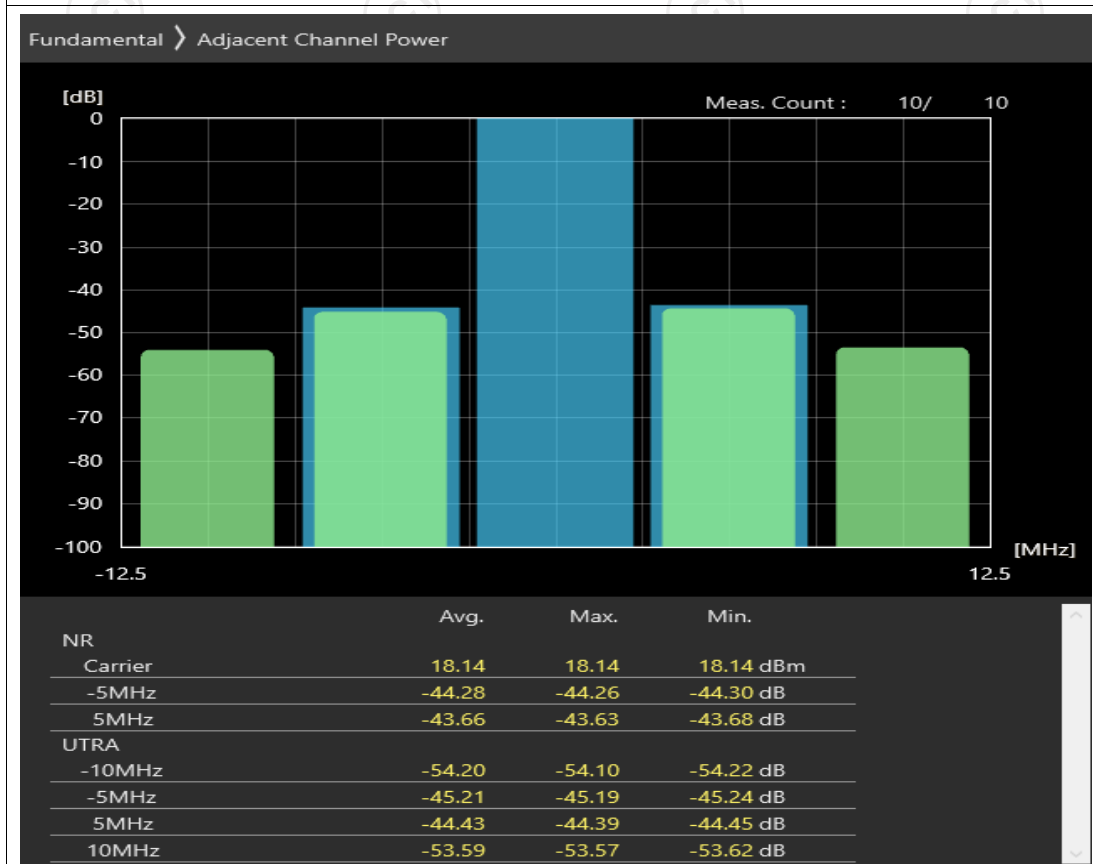 Fundamental ❭ Adjacent Channel Power
[dB]
Meas. Count : 10/ 10
0
-10
-20
-30
-40
-50
-60
-70
-80
-90
-100
[MHz]
-12.5 12.5
Avg. Max. Min.
NR
Carrier 18.14 18.14 18.14 dBm
-5MHz -44.28 -44.26 -44.30 dB
5MHz -43.66 -43.63 -43.68 dB
UTRA
-10MHz -54.20 -54.10 -54.22 dB
-5MHz -45.21 -45.19 -45.24 dB
5MHz -44.43 -44.39 -44.45 dB
10MHz -53.59 -53.57 -53.62 dB